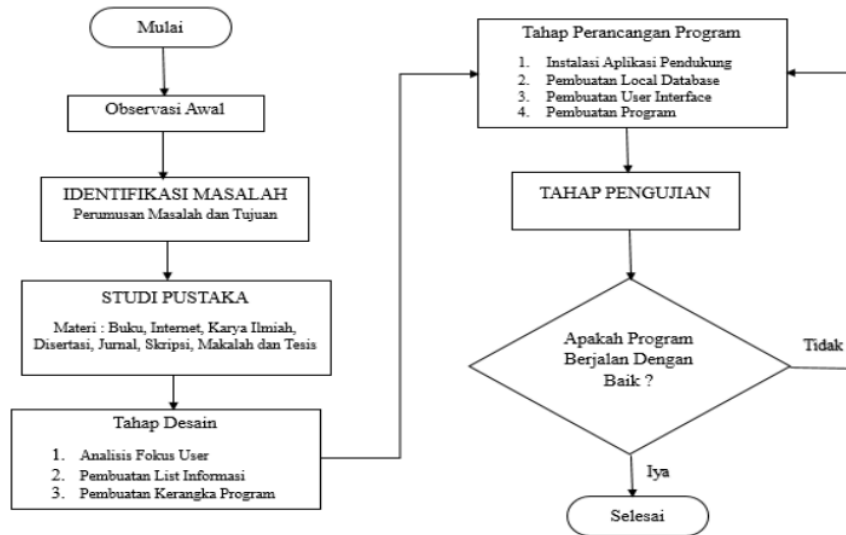 Mulai
Observasi Awal
IDENTIFIKASI MASALAH
Perumusan Masalah dan Tujuan
STUDI PUSTAKA
Materi : Buku, Internet, Karya Ilmiah,
Disertasi, Jurnal, Skripsi, Makalah dan Tesis
Tahap Desain
1. Analisis Fokus User
2. Pembuatan List Informasi
3. Pembuatan Kerangka Program
Tahap Perancangan Program
1. Instalasi Aplikasi Pendukung
2. Pembuatan Local Database
3. Pembuatan User Interface
4. Pembuatan Program
TAHAP PENGUJIAN
Apakah Program
Berjalan Dengan
Baik ?
Tidak
Iya
Selesai